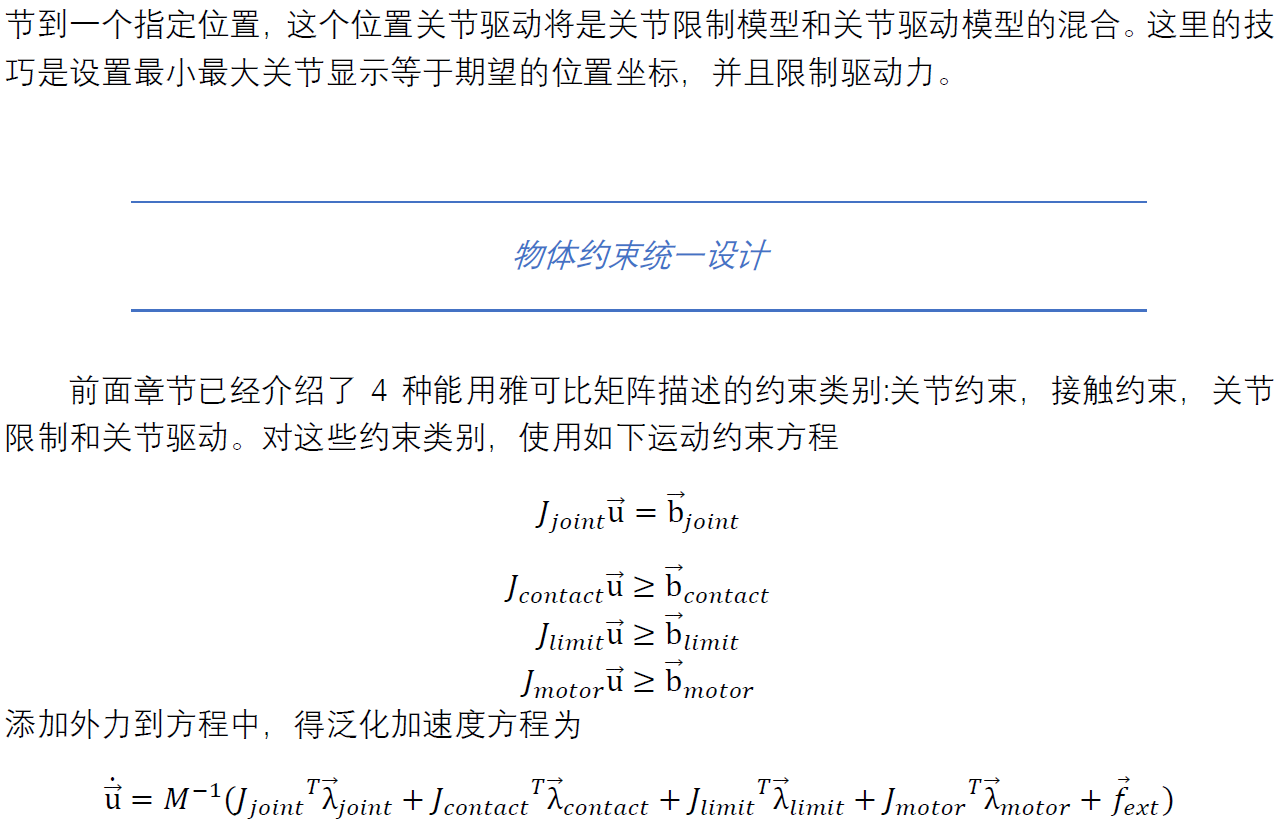 节到一个指定位置，这个位置关节驱动将是关节限制模型和关节驱动模型的混合。这里的技
巧是设置最小最大关节显示等于期望的位置坐标，并且限制驱动力。
物体约束统一设计
前面章节已经介绍了 4 种能用雅可比矩阵描述的约束类别:关节约束，接触约束，关节
限制和关节驱动。对这些约束类别，使用如下运动约束方程
$J_{joint}\vec{u} = \vec{b}_{joint}$
$J_{contact}\vec{u} \geq \vec{b}_{contact}$
$J_{limit}\vec{u} \geq \vec{b}_{limit}$
$J_{motor}\vec{u} \geq \vec{b}_{motor}$
添加外力到方程中，得泛化加速度方程为
$\dot{\vec{u}} = M^{-1}(J_{joint}{}^{T}\vec{λ}_{joint} + J_{contact}{}^{T}\vec{λ}_{contact} + J_{limit}{}^{T}\vec{λ}_{limit} + J_{motor}{}^{T}\vec{λ}_{motor} + \vec{f}_{ext})$